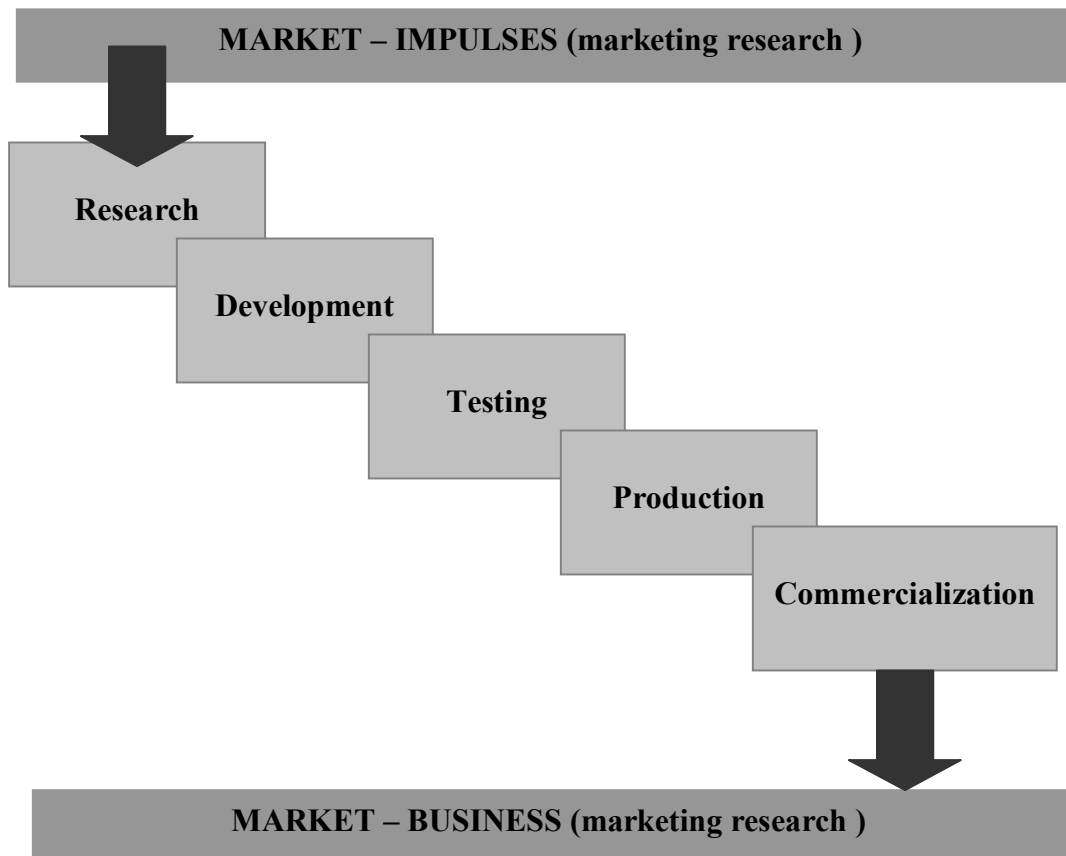 MARKET – IMPULSES (marketing research )
Research
Development
Testing
Production
Commercialization
MARKET – BUSINESS (marketing research )